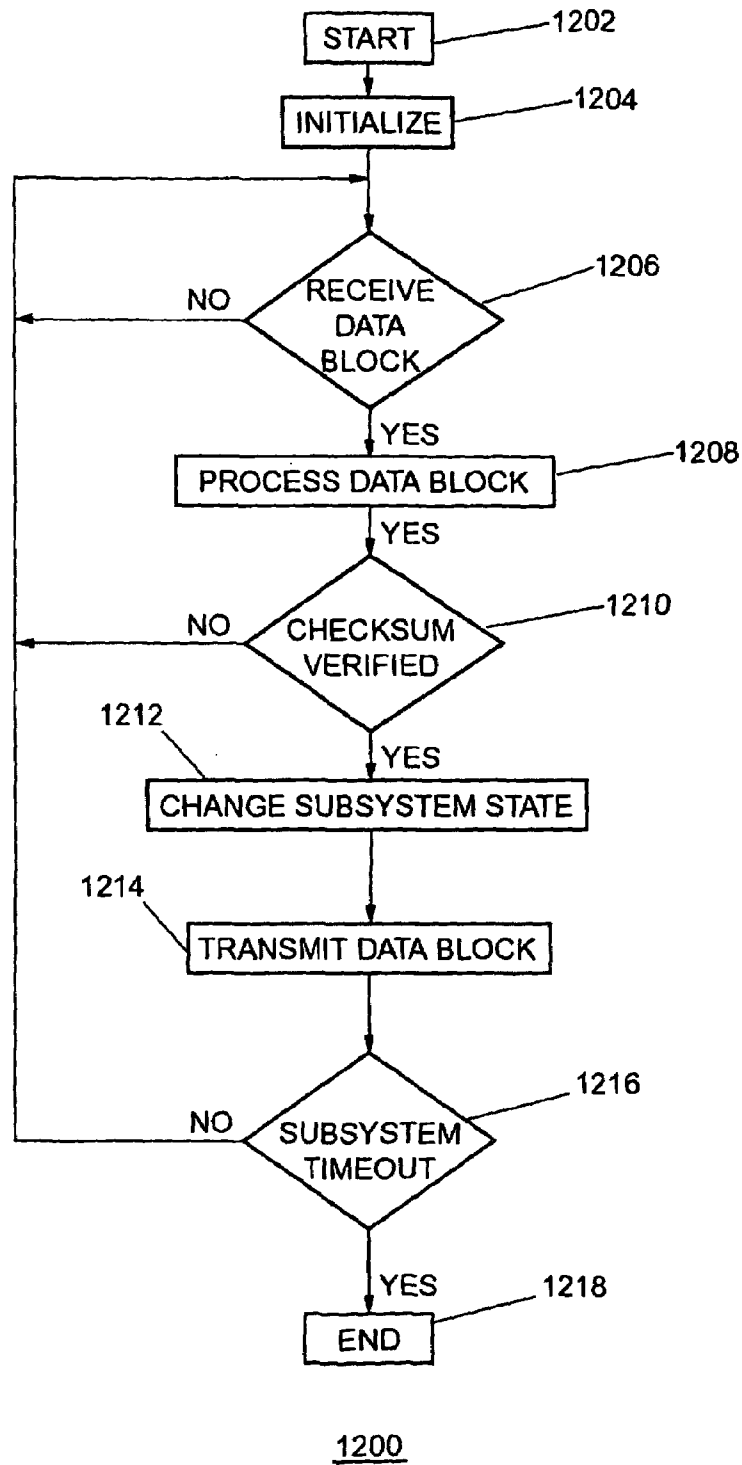 START
1202
INITIALIZE
1204
RECEIVE
DATA
BLOCK
1206
NO
YES
PROCESS DATA BLOCK
1208
YES
CHECKSUM
VERIFIED
1210
NO
YES
1212
CHANGE SUBSYSTEM STATE
1214
TRANSMIT DATA BLOCK
1216
NO
SUBSYSTEM
TIMEOUT
YES
1218
END
1200